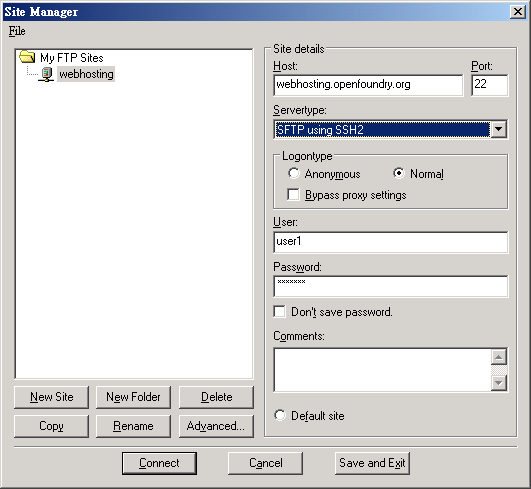 Site Manager
File
My FTP Sites
webhosting
New Site
New Folder
Delete
Copy
Rename
Advanced...
Site details
Host:
Port:
webhosting.openfoundry.org
22
Servertype:
SFTP using SSH2
Logontype
Anonymous
Normal
Bypass proxy settings
User:
user1
Password:
*******
Don't save password.
Comments:
Default site
Connect
Cancel
Save and Exit